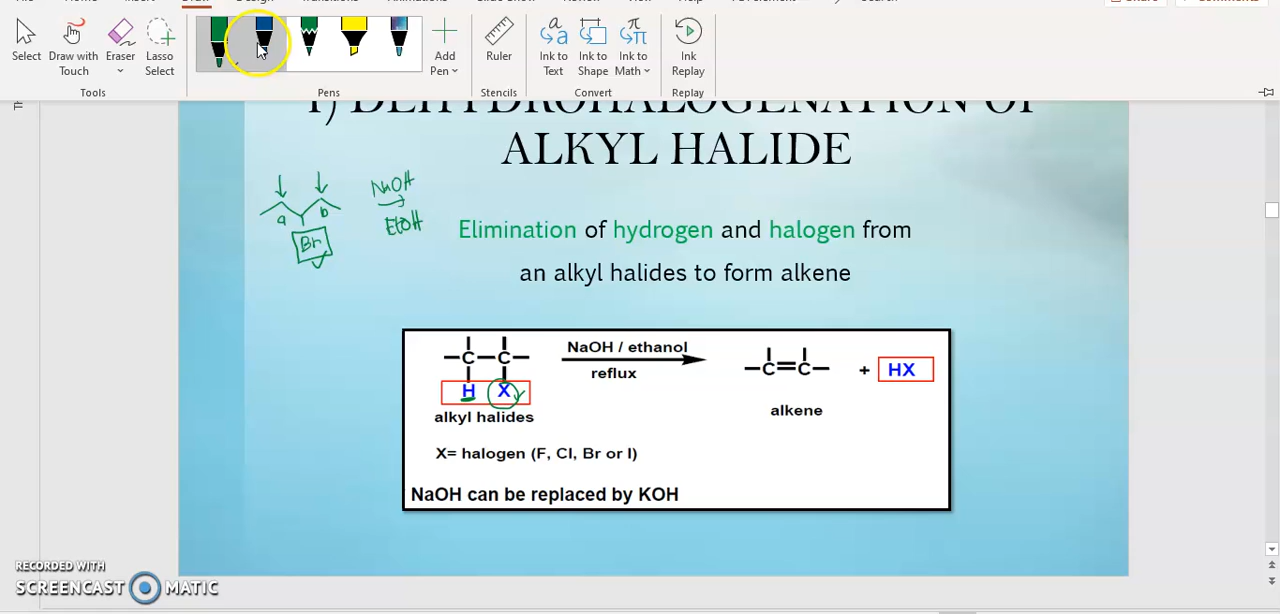 Select
Draw with
Touch
Eraser
Lasso
Select
Add
Pen
Ruler
Ink to
Text
Ink to
Shape
Ink to
Math
Ink
Replay
Tools
Pens
Stencils
Convert
Replay
1) DEHYDROHALOGENATION OF
ALKYL HALIDE
a b
Br
NaOH
EtOH
Elimination of hydrogen and halogen from
an alkyl halides to form alkene
C C
H X
alkyl halides
NaOH / ethanol
reflux
C=C
alkene
+ HX
X= halogen (F, Cl, Br or I)
NaOH can be replaced by KOH
RECORDED WITH
SCREENCAST MATIC